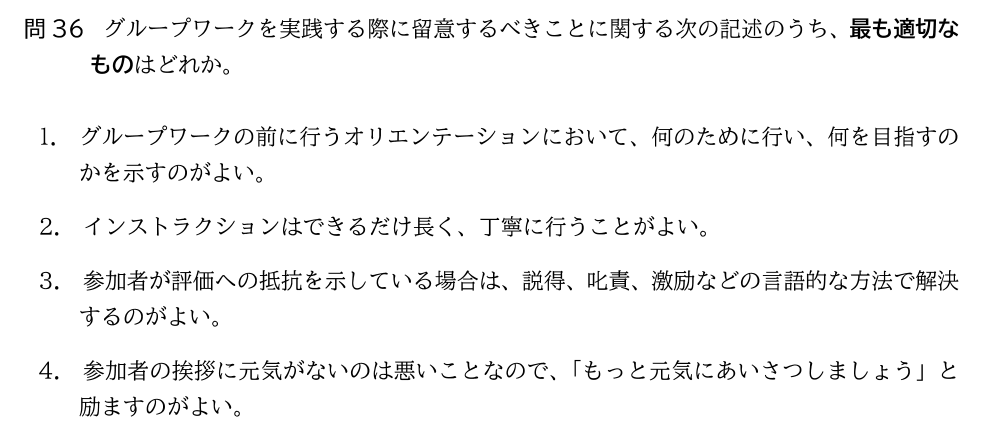 問36　グループワークを実践する際に留意するべきことに関する次の記述のうち、最も適切な
ものはどれか。
1.　グループワークの前に行うオリエンテーションにおいて、何のために行い、何を目指すの
かを示すのがよい。
2.　インストラクションはできるだけ長く、丁寧に行うことがよい。
3.　参加者が評価への抵抗を示している場合は、説得、叱責、激励などの言語的な方法で解決
するのがよい。
4.　参加者の挨拶に元気がないのは悪いことなので、「もっと元気にあいさつしましょう」と
励ますのがよい。